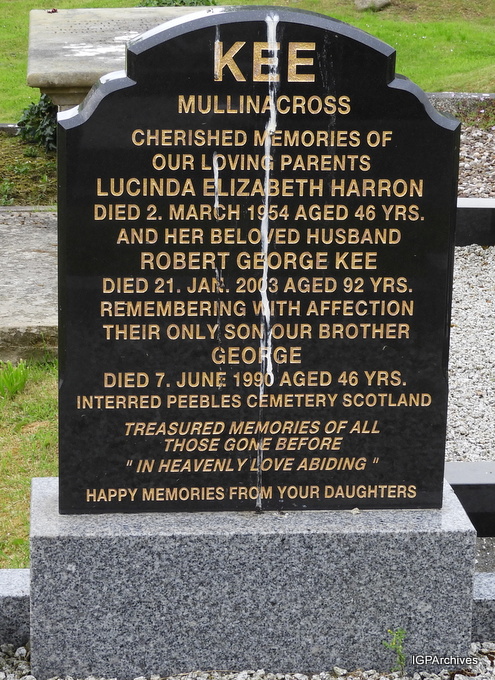 KEE
MULLINACROSS
CHERISHED MEMORIES OF
OUR LOVING PARENTS
LUCINDA ELIZABETH HARRON
DIED 2. MARCH 1954 AGED 46 YRS.
AND HER BELOVED HUSBAND
ROBERT GEORGE KEE
DIED 21. JAN. 2003 AGED 92 YRS.
REMEMBERING WITH AFFECTION
THEIR ONLY SON OUR BROTHER
GEORGE
DIED 7. JUNE 1990 AGED 46 YRS.
INTERRED PEEBLES CEMETERY SCOTLAND
TREASURED MEMORIES OF ALL
THOSE GONE BEFORE
" IN HEAVENLY LOVE ABIDING "
HAPPY MEMORIES FROM YOUR DAUGHTERS
IGPArchives